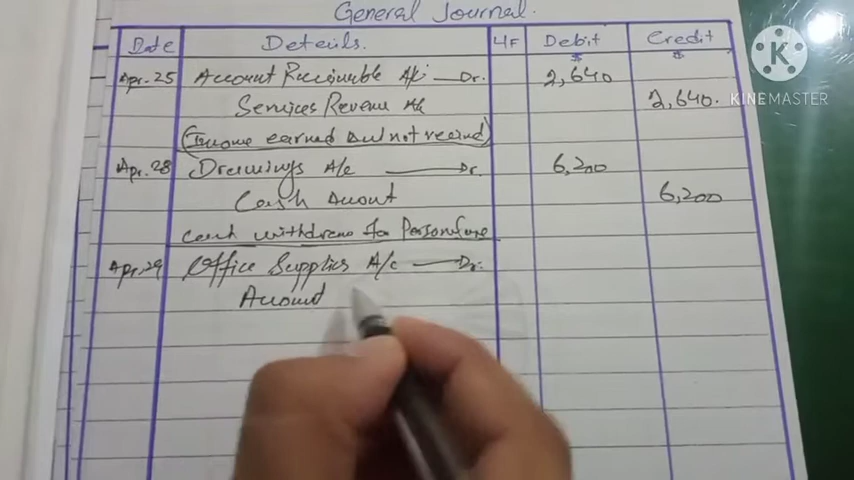 General Journal.
Date Details. LF Debit $ Credit $
Apr.25 Account Receivable A/c — Dr. 2,640
Services Revenue A/c 2,640.
(Income earned but not received)
Apr.28 Drawings A/c — Dr. 6,200
Cash Account 6,200
Cash withdrew for Personal use
Apr.29 Office Supplies A/c — Dr.
Account
KINEMASTER